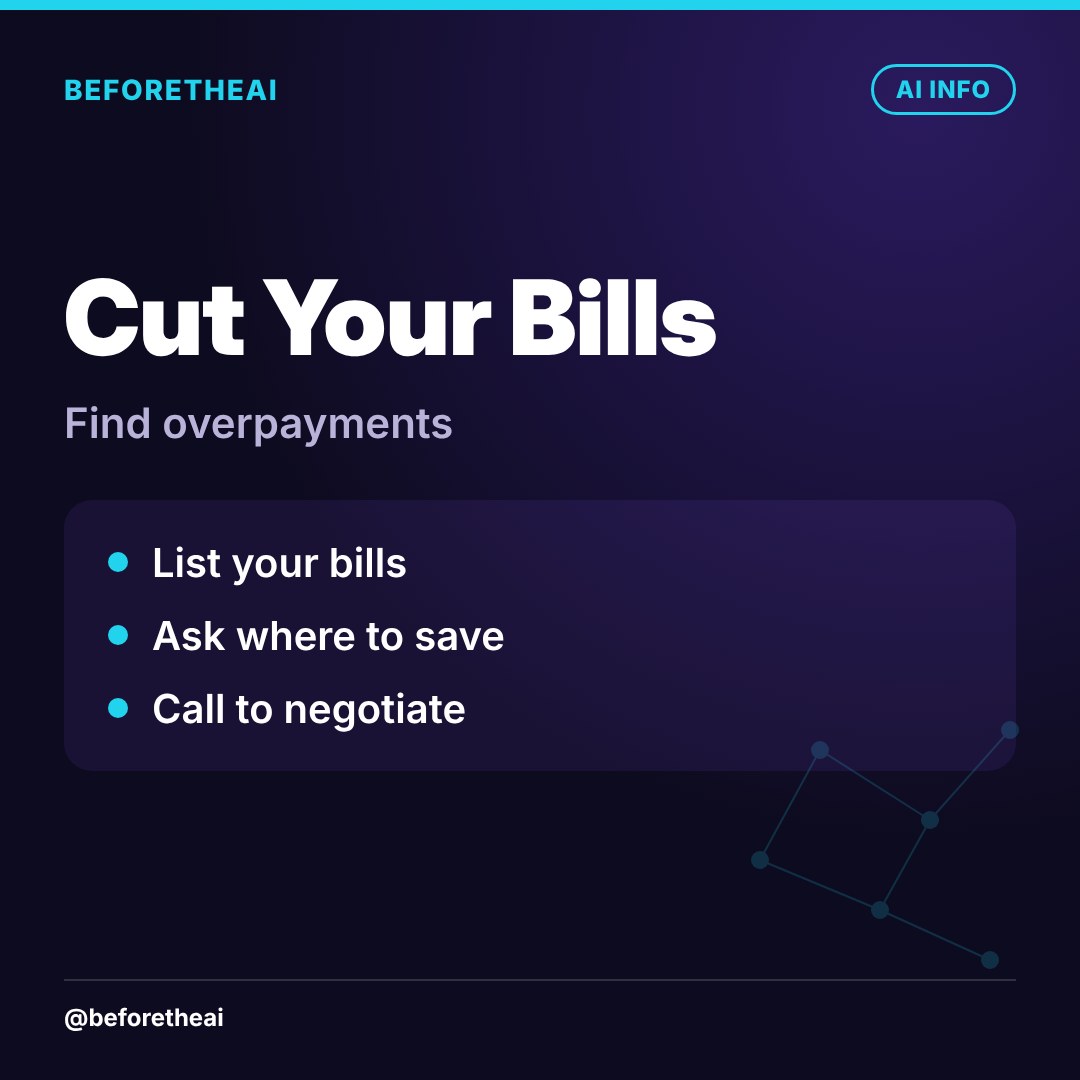 BEFORETHEAI
AI INFO
Cut Your Bills
Find overpayments
List your bills
Ask where to save
Call to negotiate
@beforetheai